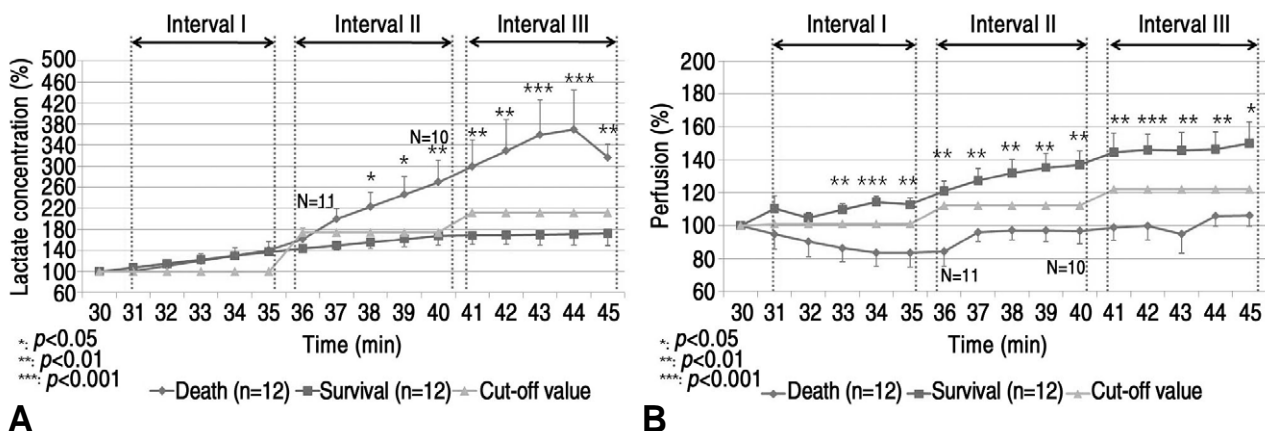 A
Interval I Interval II Interval III
Lactate concentration (%)
500
460
420
380
340
300
260
220
180
140
100
60
N=11
*
*
N=10
**
**
**
***
***
**
30 31 32 33 34 35 36 37 38 39 40 41 42 43 44 45
Time (min)
*: p<0.05
**: p<0.01
***: p<0.001
Death (n=12) Survival (n=12) Cut-off value
A
B
Interval I Interval II Interval III
Perfusion (%)
200
180
160
140
120
100
80
60
** *** ** ** ** ** ** ** ** *** ** ** *
N=11
N=10
30 31 32 33 34 35 36 37 38 39 40 41 42 43 44 45
Time (min)
*: p<0.05
**: p<0.01
***: p<0.001
Death (n=12) Survival (n=12) Cut-off value
B